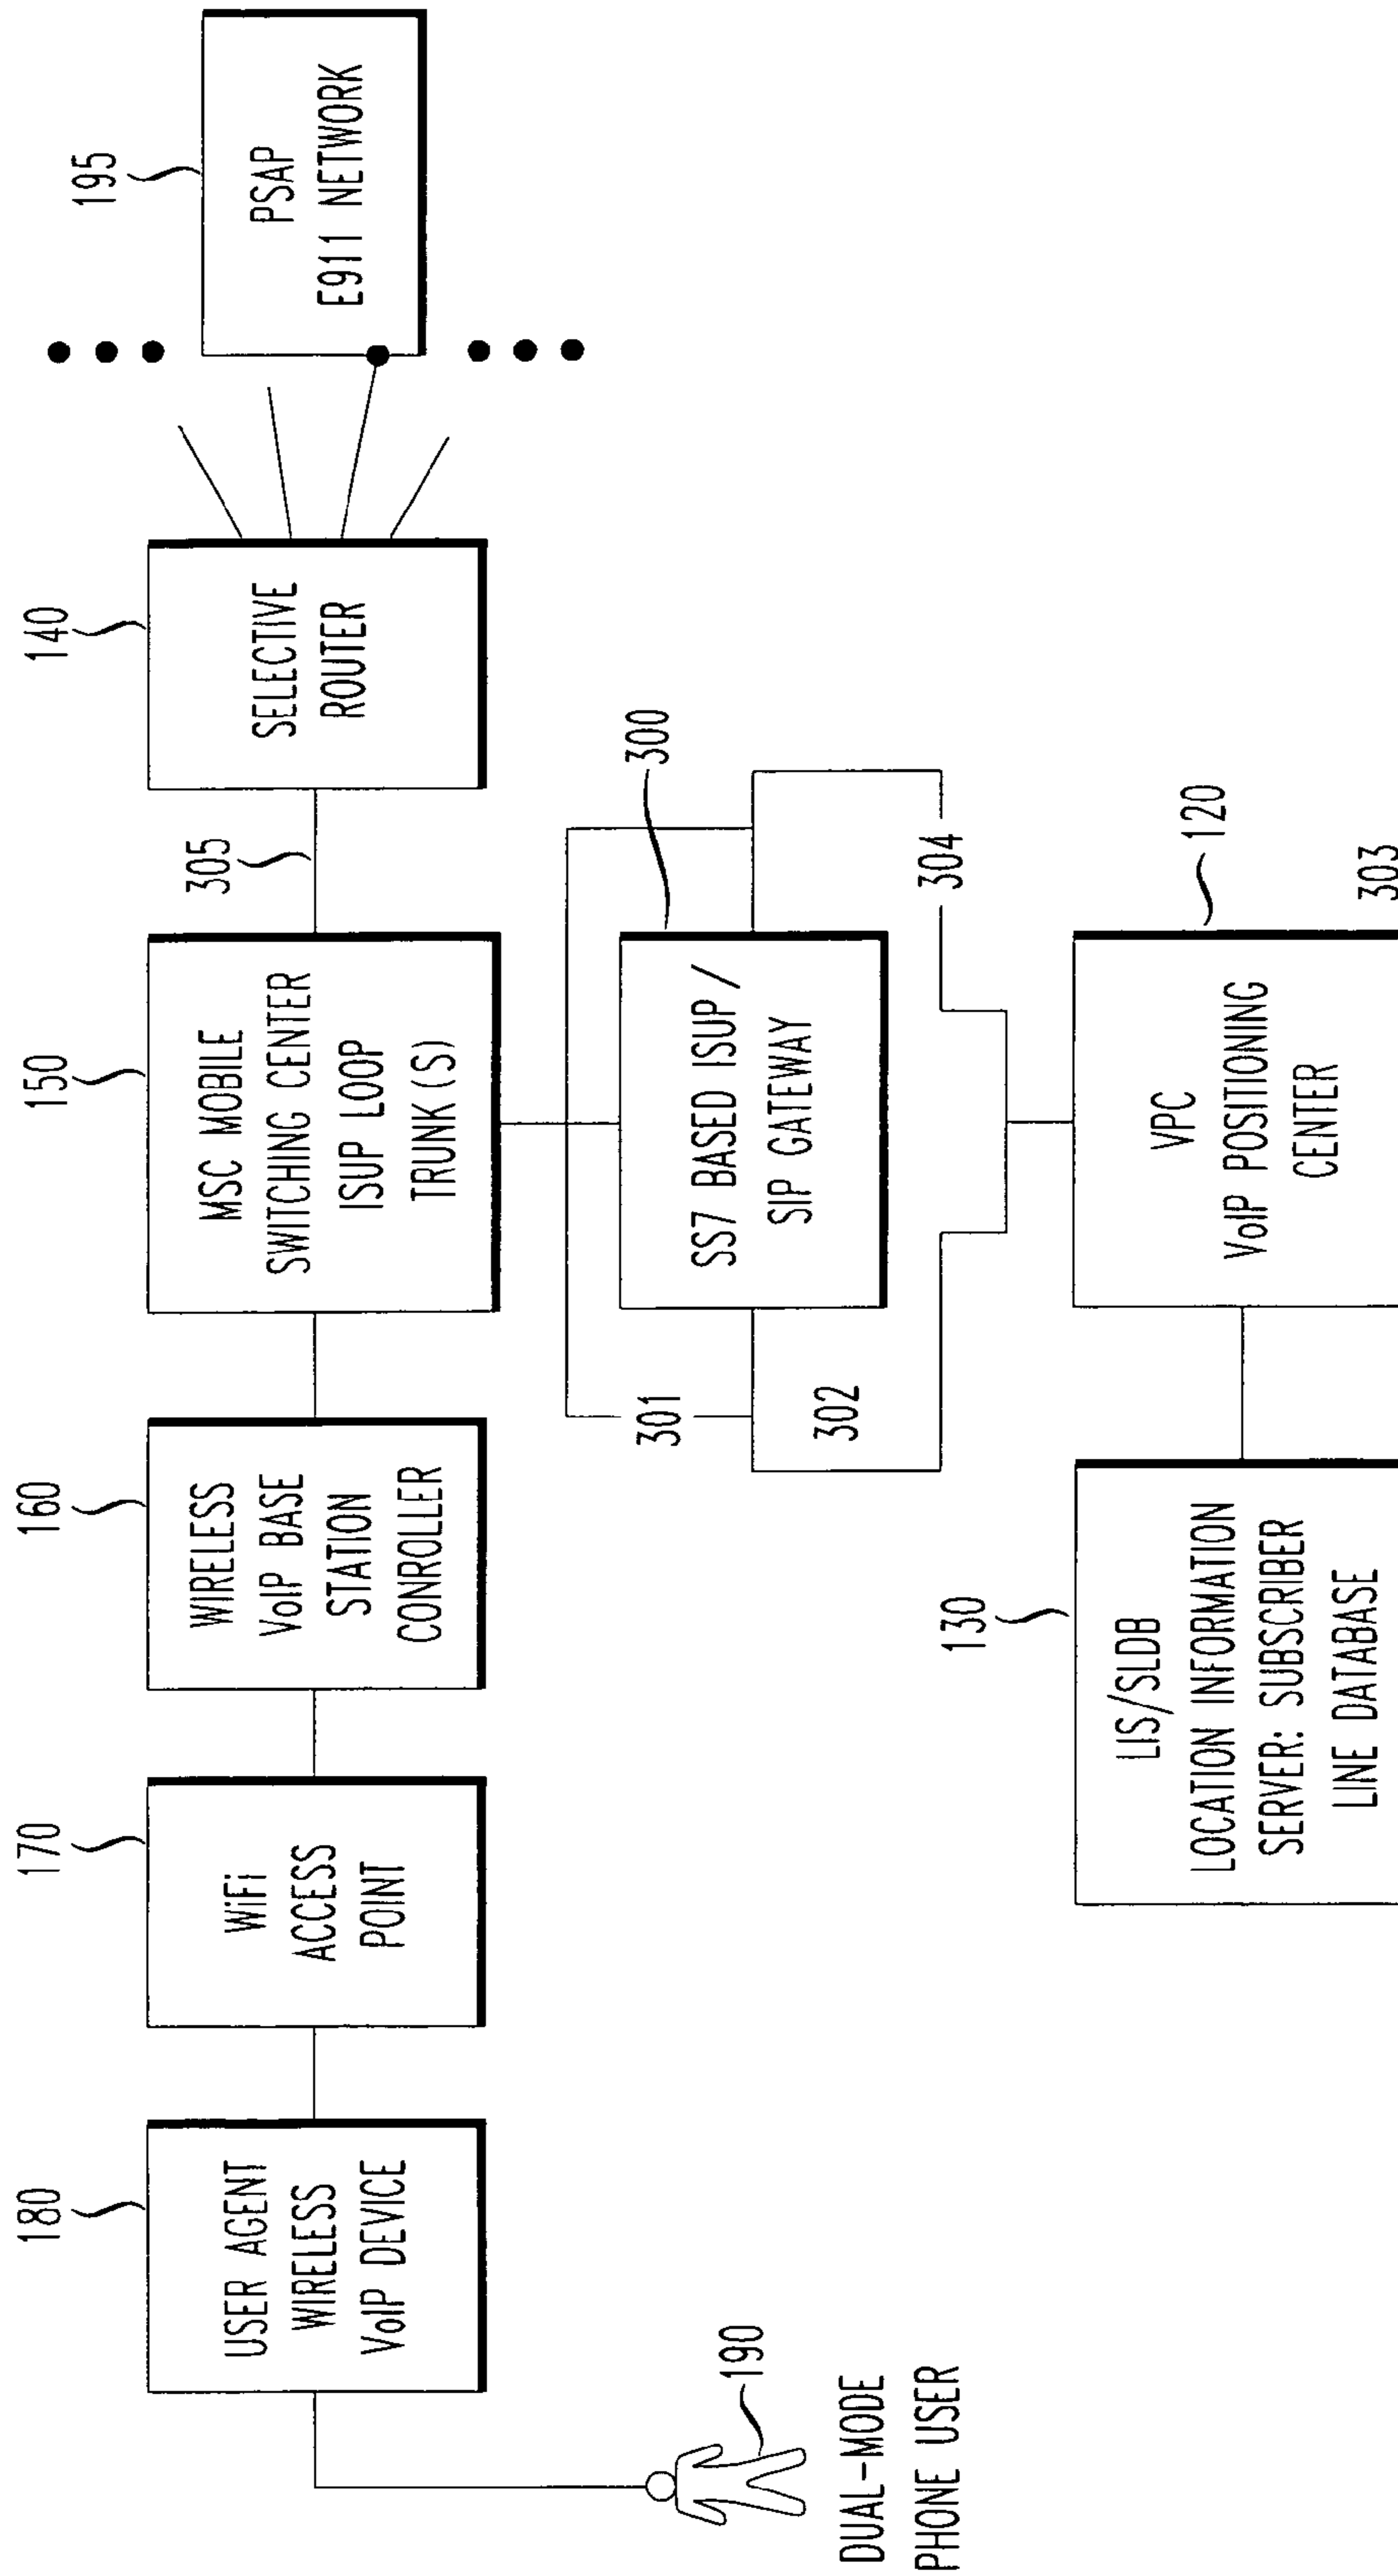 180
USER AGENT
WIRELESS
VoIP DEVICE
170
WiFi
ACCESS
POINT
160
WIRELESS
VoIP BASE
STATION
CONROLLER
150
MSC MOBILE
SWITCHING CENTER
ISUP LOOP
TRUNK(S)
305
140
SELECTIVE
ROUTER
195
PSAP
E911 NETWORK
190
DUAL-MODE
PHONE USER
301
302
SS7 BASED ISUP /
SIP GATEWAY
300
304
130
LIS/SLDB
LOCATION INFORMATION
SERVER: SUBSCRIBER
LINE DATABASE
VPC
VoIP POSITIONING
CENTER
120
303